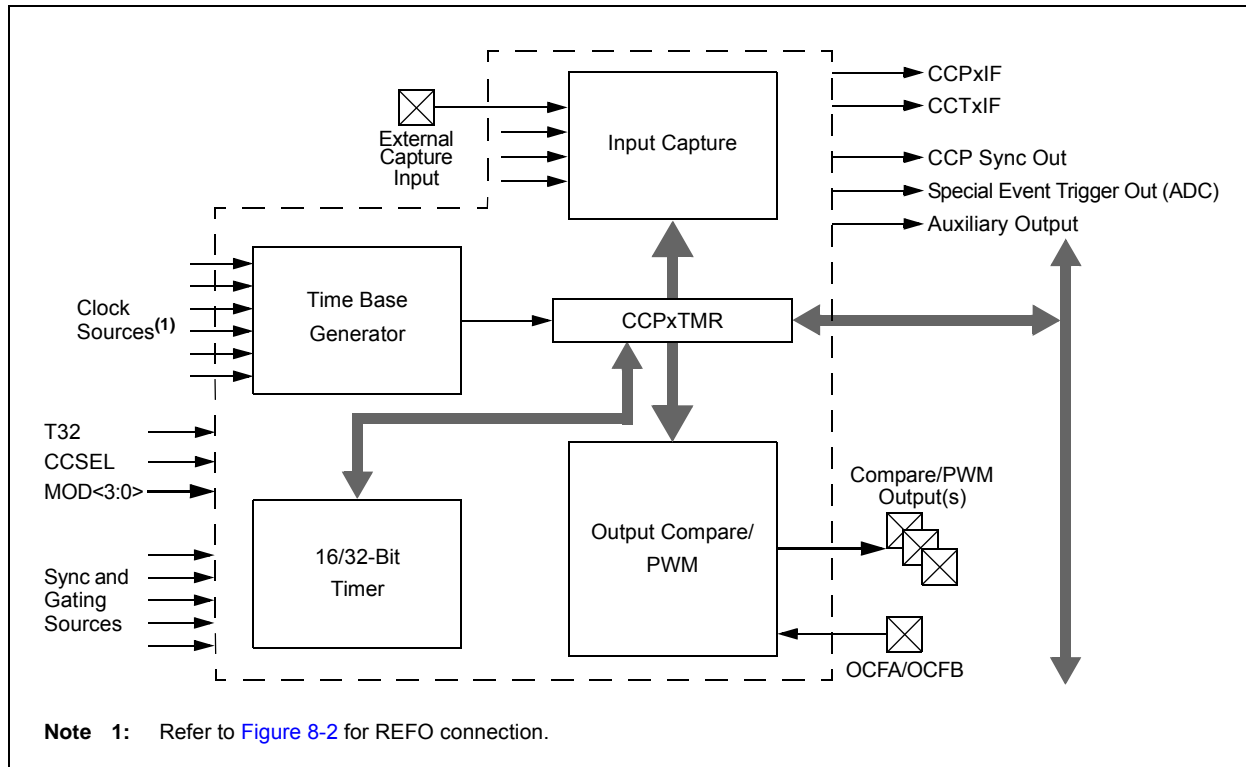 CCPxIF
CCTxIF
External
Capture
Input
Input Capture
CCP Sync Out
Special Event Trigger Out (ADC)
Auxiliary Output
Clock
Sources(1)
Time Base
Generator
CCPxTMR
T32
CCSEL
MOD<3:0>
Sync and
Gating
Sources
16/32-Bit
Timer
Output Compare/
PWM
Compare/PWM
Output(s)
OCFA/OCFB
Note 1: Refer to Figure 8-2 for REFO connection.